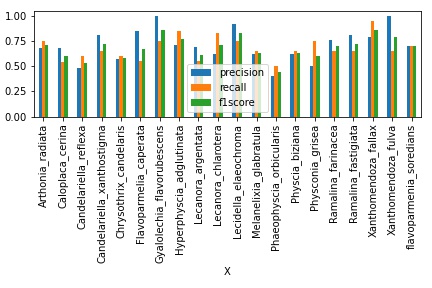 1.00
0.75
0.50
0.25
0.00
precision
recall
f1score
Arthonia_radiata
Caloplaca_cerina
Candelariella_reflexa
Candelariella_xanthostigma
Chrysothrix_candelaris
Flavoparmelia_caperata
Gyalolechia_flavorubescens
Hyperphyscia_adglutinata
Lecanora_argentata
Lecanora_chlarotera
Lecidella_elaeochroma
Melanelixia_glabratula
Phaeophyscia_orbicularis
Physcia_biziana
Physconia_grisea
Ramalina_farinacea
Ramalina_fastigiata
Xanthomendoza_fallax
Xanthomendoza_fulva
flavoparmenia_soredians
X